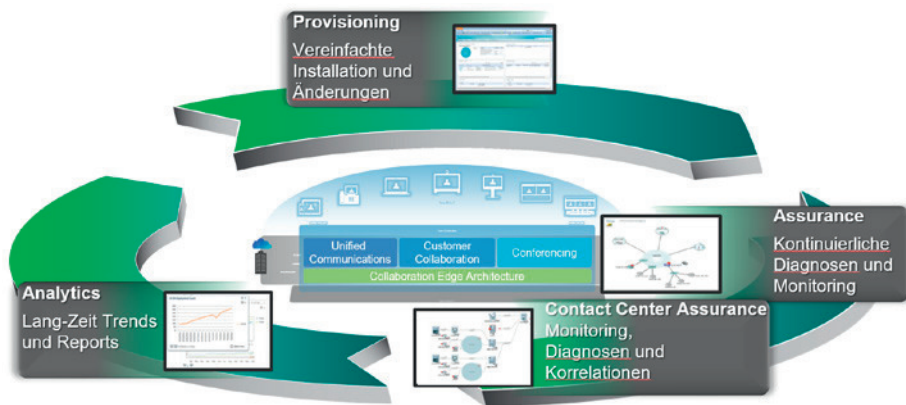 Provisioning
Vereinfachte
Installation und
Änderungen
Unified
Communications
Customer
Collaboration
Conferencing
Collaboration Edge Architecture
Assurance
Kontinuierliche
Diagnosen und
Monitoring
Analytics
Lang-Zeit Trends
und Reports
Contact Center Assurance
Monitoring,
Diagnosen und
Korrelationen